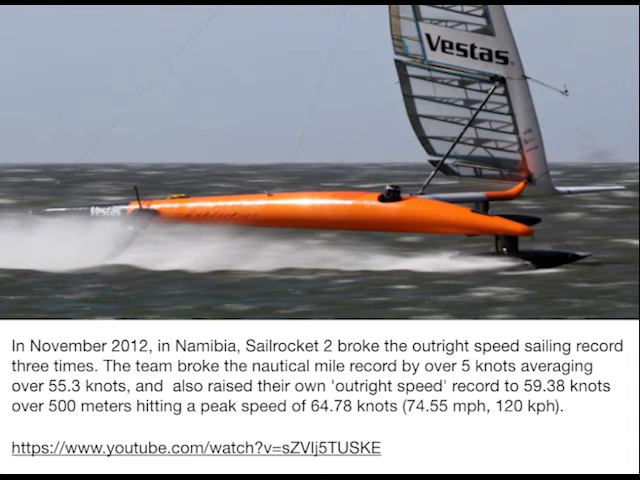 Vestas
Vestas
In November 2012, in Namibia, Sailrocket 2 broke the outright speed sailing record
three times. The team broke the nautical mile record by over 5 knots averaging
over 55.3 knots, and  also raised their own 'outright speed' record to 59.38 knots
over 500 meters hitting a peak speed of 64.78 knots (74.55 mph, 120 kph).
https://www.youtube.com/watch?v=sZVIj5TUSKE